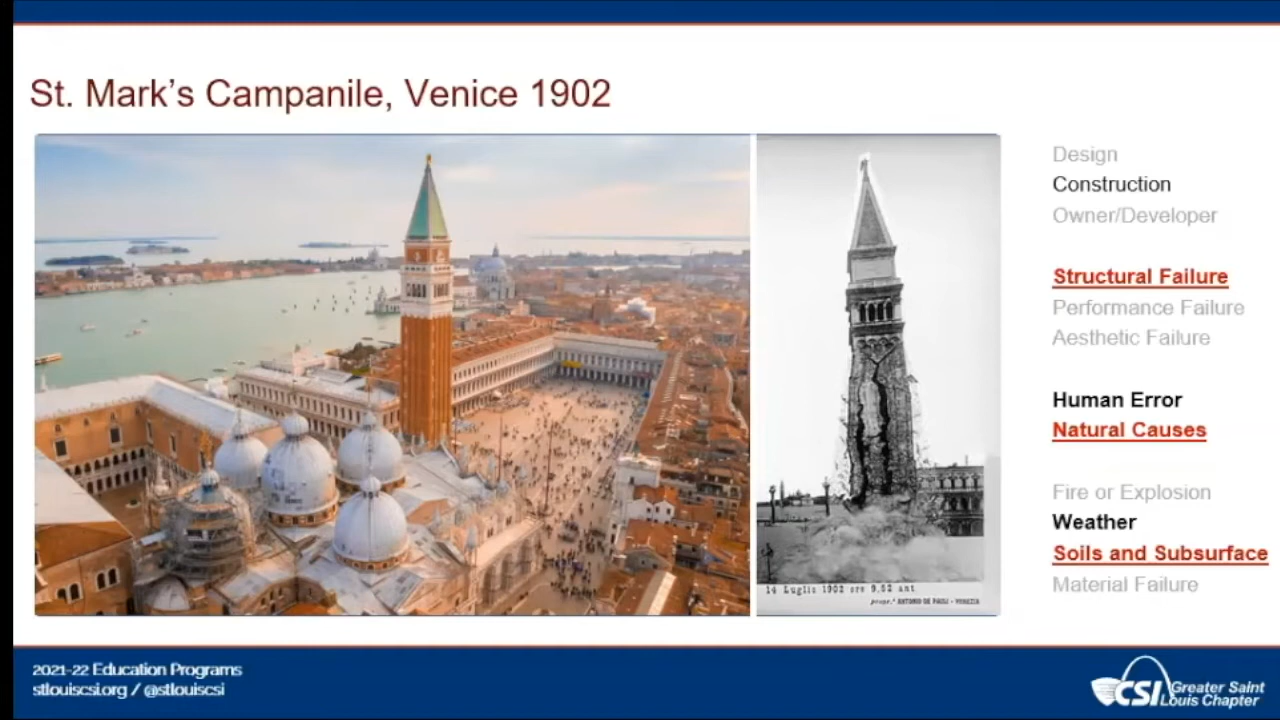 St. Mark's Campanile, Venice 1902
Design
Construction
Owner/Developer
Structural Failure
Performance Failure
Aesthetic Failure
Human Error
Natural Causes
Fire or Explosion
Weather
Soils and Subsurface
Material Failure
14 Luglio 1902 ore 9,52 ant
propr.ª ANTONIO DE PAOLI - VENEZIA
2021-22 Education Programs
stlouiscsi.org / @stlouiscsi
CSI Greater Saint
Louis Chapter